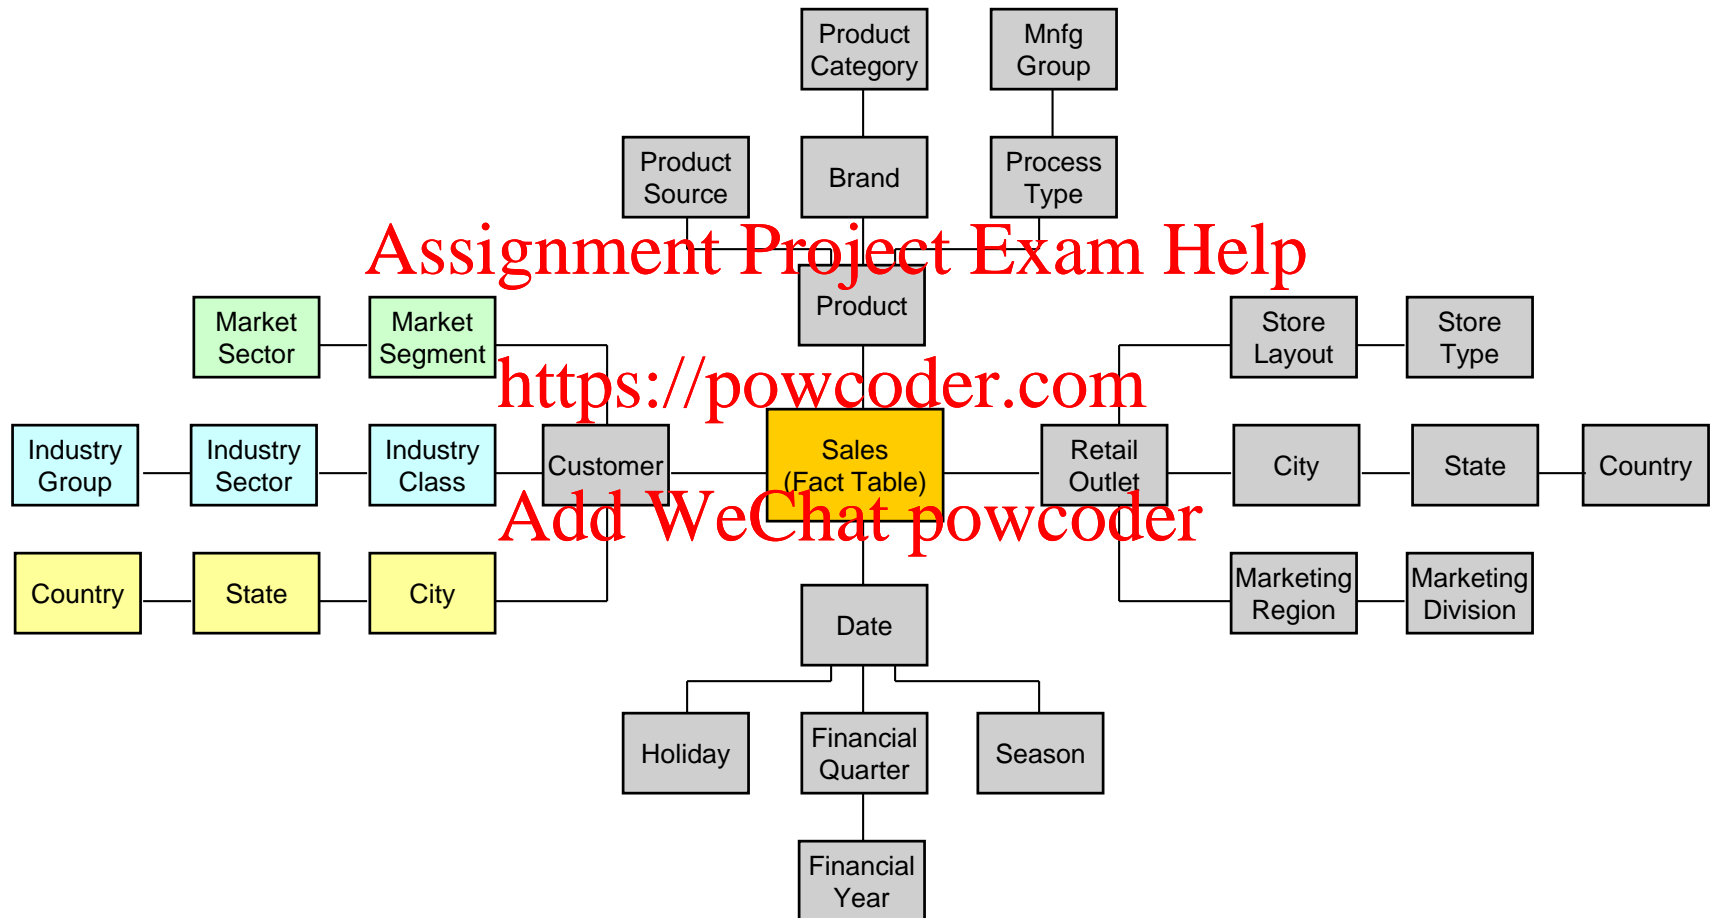 Product
Category
Mnfg
Group
Product
Source
Brand
Process
Type
Assignment Project Exam Help
Product
Market
Sector
Market
Segment
Store
Layout
Store
Type
https://powcoder.com
Industry
Group
Industry
Sector
Industry
Class
Customer
Sales
(Fact Table)
Retail
Outlet
City
State
Country
Add WeChat powcoder
Country
State
City
Marketing
Region
Marketing
Division
Date
Holiday
Financial
Quarter
Season
Financial
Year